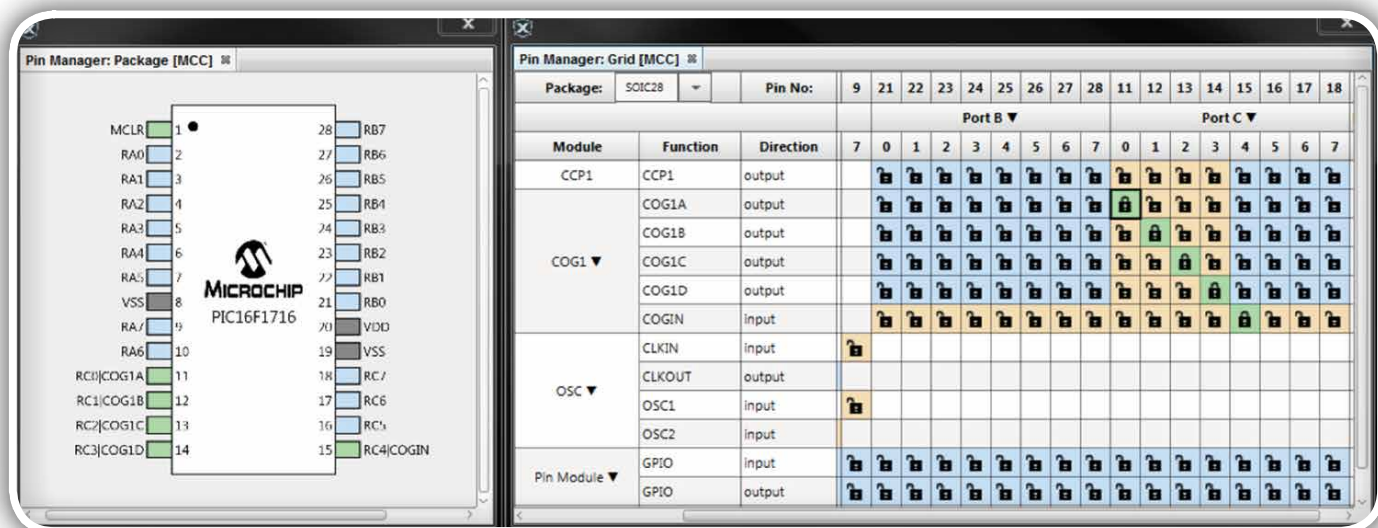 Pin Manager: Package [MCC]
MCLR 1 28 RB7
RA0 2 27 RB6
RA1 3 26 RB5
RA2 4 25 RB4
RA3 5 24 RB3
RA4 6 23 RB2
RA5 7 22 RB1
VSS 8 21 RB0
RA7 9 20 VDD
RA6 10 19 VSS
RC0|COG1A 11 18 RC7
RC1|COG1B 12 17 RC6
RC2|COG1C 13 16 RC5
RC3|COG1D 14 15 RC4|COGIN
MICROCHIP
PIC16F1716
Pin Manager: Grid [MCC]
Package: SOIC28 Pin No: 9 21 22 23 24 25 26 27 28 11 12 13 14 15 16 17 18
Port B ▼ Port C ▼
Module Function Direction 7 0 1 2 3 4 5 6 7 0 1 2 3 4 5 6 7
CCP1 CCP1 output
COG1 ▼ COG1A output
COG1B output
COG1C output
COG1D output
COGIN input
OSC ▼ CLKIN input
CLKOUT output
OSC1 input
OSC2 input
Pin Module ▼ GPIO input
GPIO output